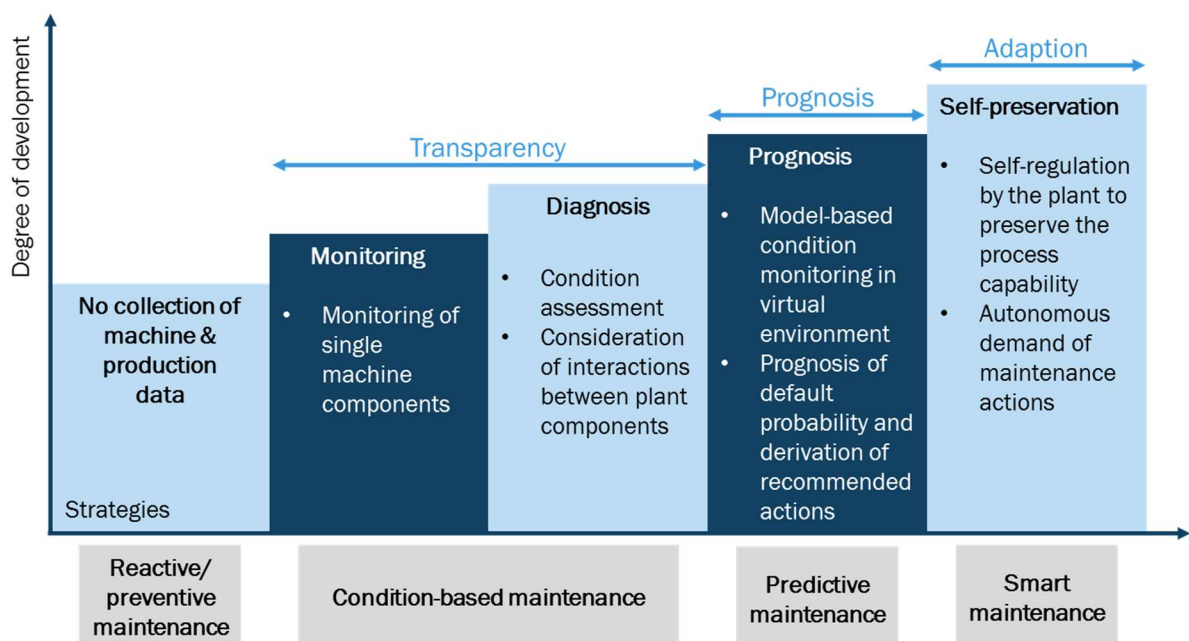 Degree of development
Adaption
Prognosis
Transparency
No collection of
machine &
production
data
Strategies
Monitoring
• Monitoring of
single
machine
components
Diagnosis
• Condition
assessment
• Consideration
of interactions
between plant
components
Prognosis
• Model-based
condition
monitoring in
virtual
environment
• Prognosis of
default
probability and
derivation of
recommended
actions
Self-preservation
• Self-regulation
by the plant to
preserve the
process
capability
• Autonomous
demand of
maintenance
actions
Reactive/
preventive
maintenance
Condition-based maintenance
Predictive
maintenance
Smart
maintenance